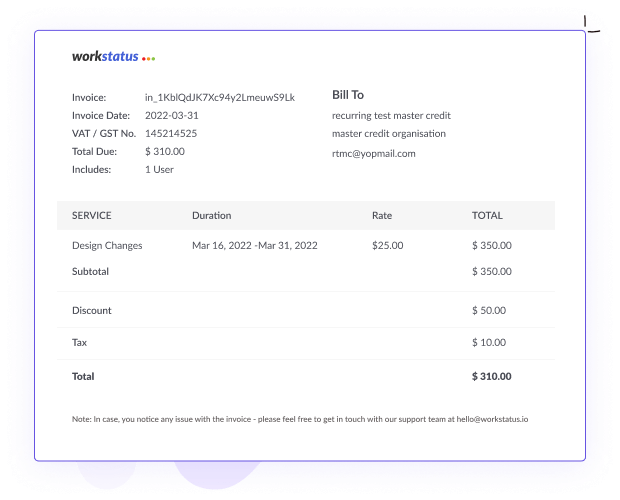 workstatus
Invoice: in_1KblQdJK7Xc94y2LmeuwS9Lk
Invoice Date: 2022-03-31
VAT / GST No. 145214525
Total Due: $ 310.00
Includes: 1 User
Bill To
recurring test master credit
master credit organisation
rtmc@yopmail.com
SERVICE Duration Rate TOTAL
Design Changes Mar 16, 2022 -Mar 31, 2022 $25.00 $ 350.00
Subtotal $ 350.00
Discount $ 50.00
Tax $ 10.00
Total $ 310.00
Note: In case, you notice any issue with the invoice - please feel free to get in touch with our support team at hello@workstatus.io